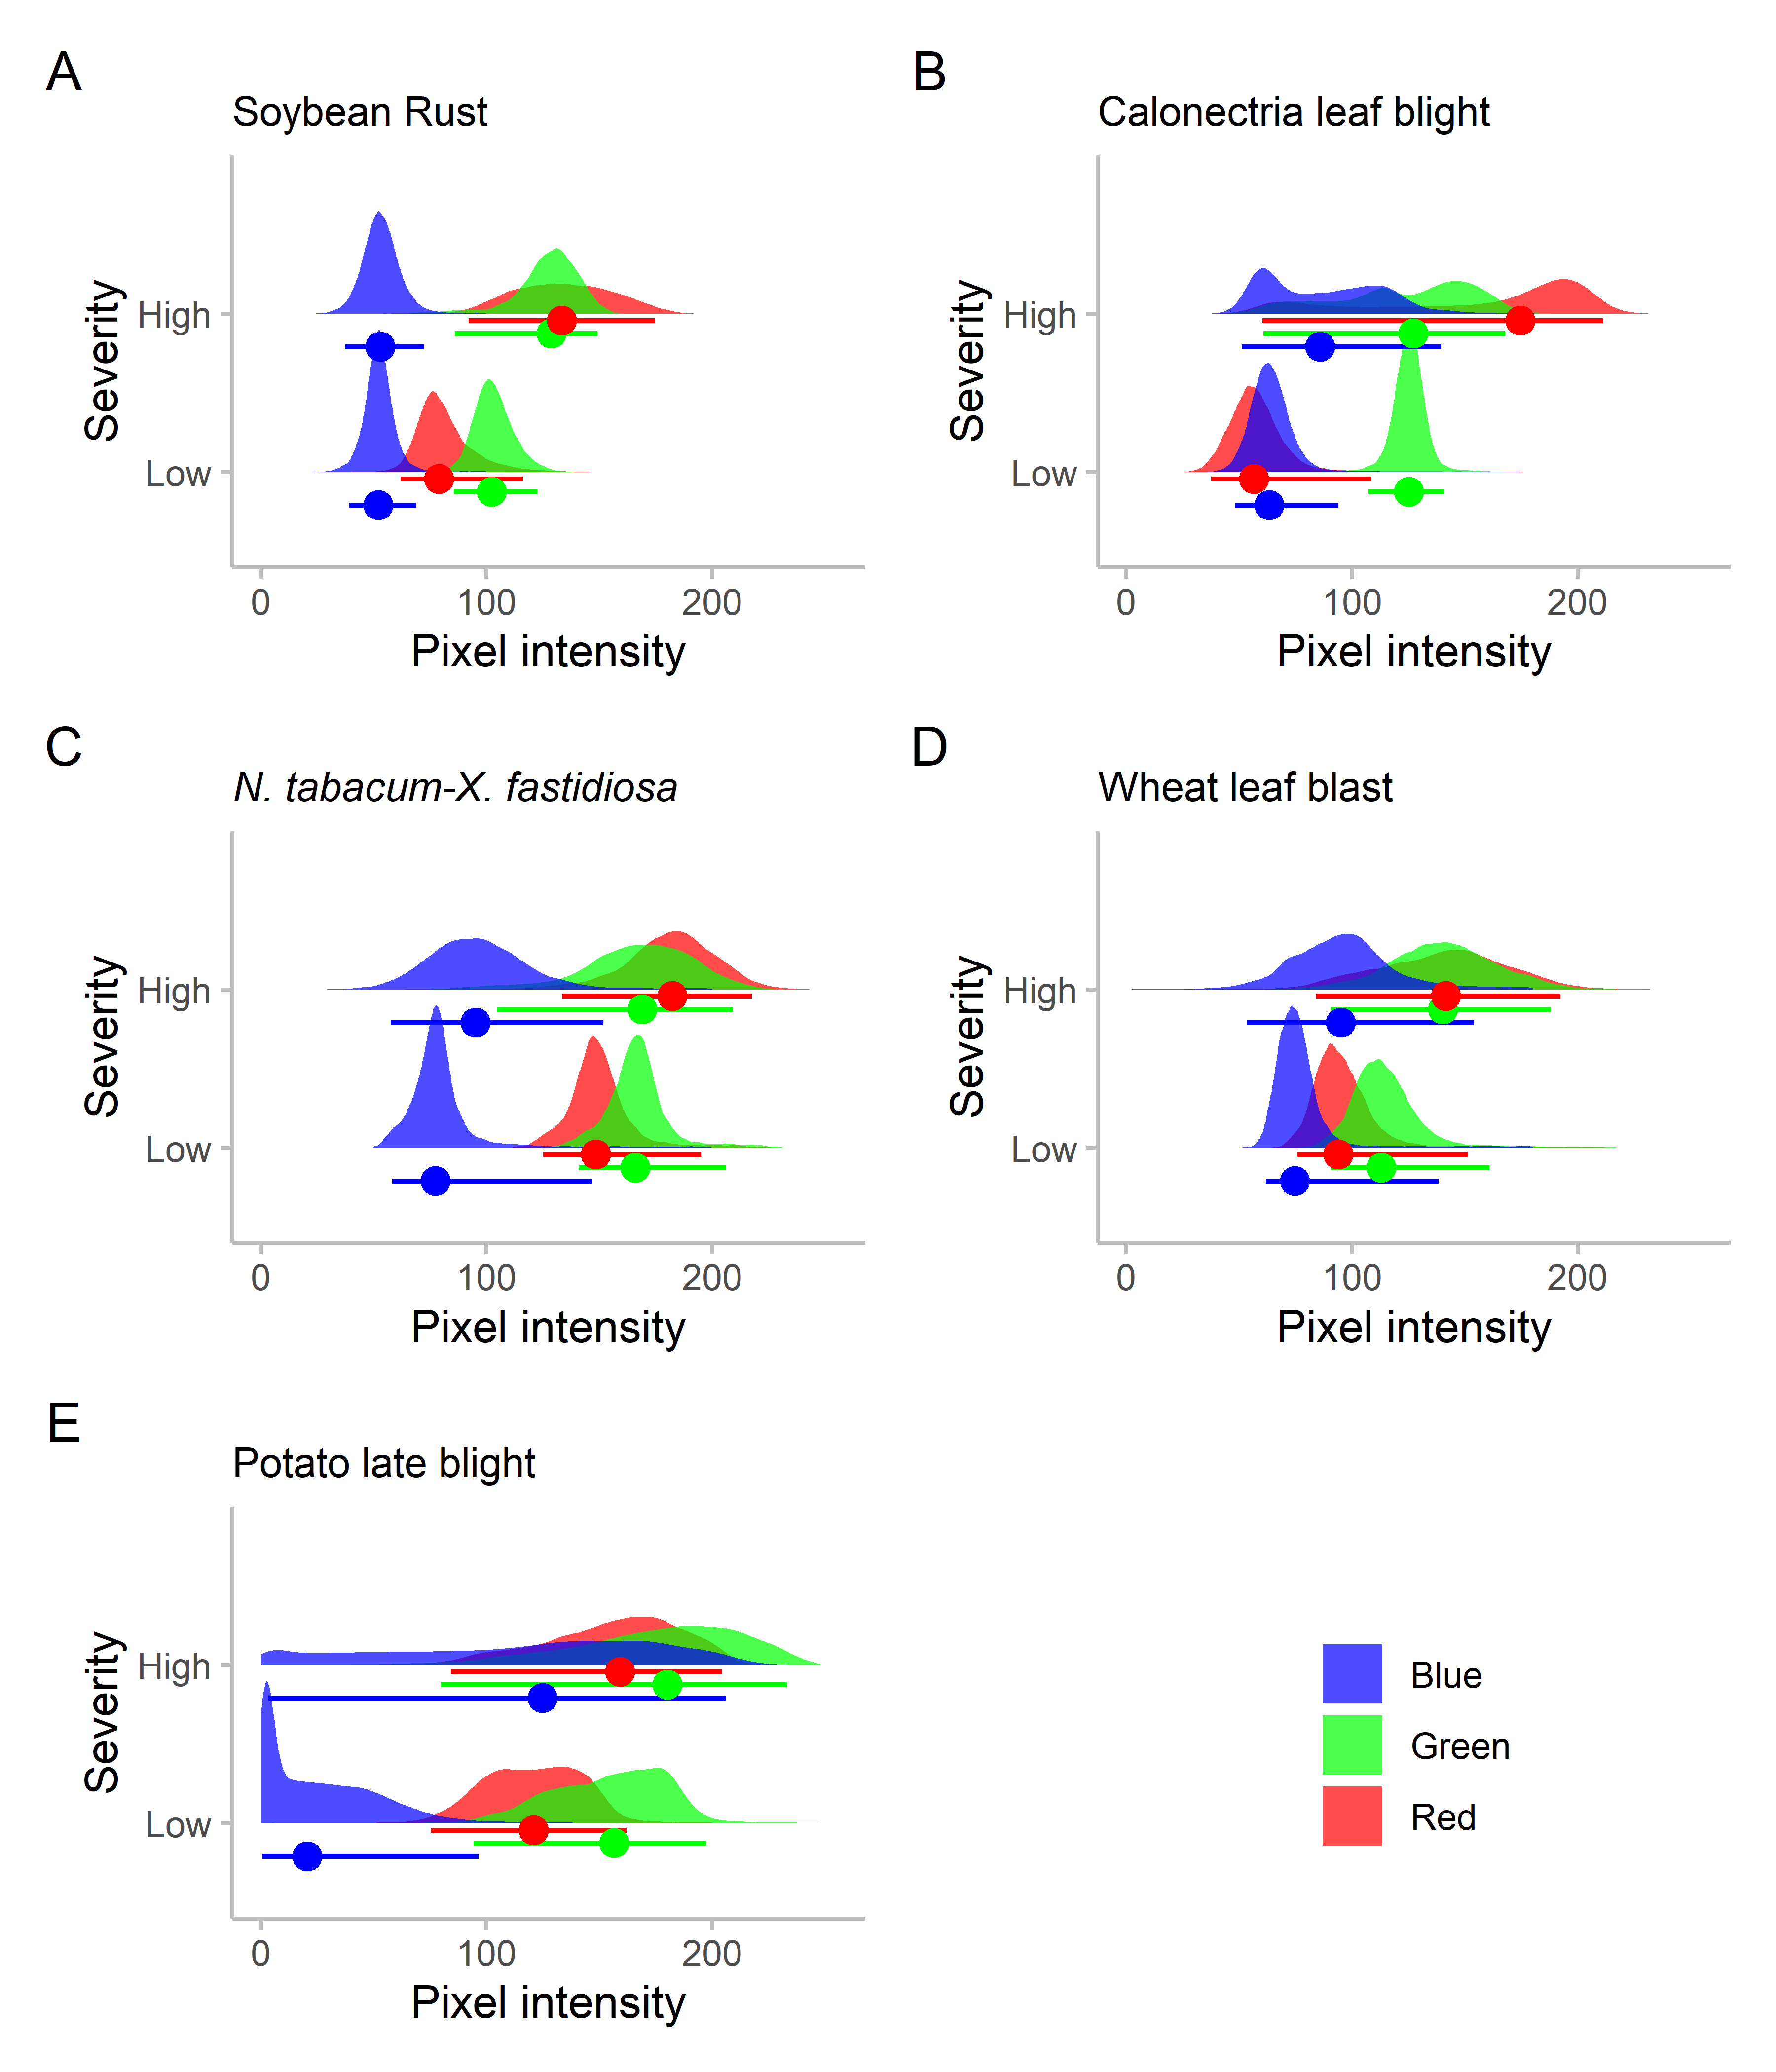 A
Soybean Rust
Severity
High
Low
0 100 200
Pixel intensity
B
Calonectria leaf blight
Severity
High
Low
0 100 200
Pixel intensity
C
N. tabacum-X. fastidiosa
Severity
High
Low
0 100 200
Pixel intensity
D
Wheat leaf blast
Severity
High
Low
0 100 200
Pixel intensity
E
Potato late blight
Severity
High
Low
0 100 200
Pixel intensity
Blue
Green
Red